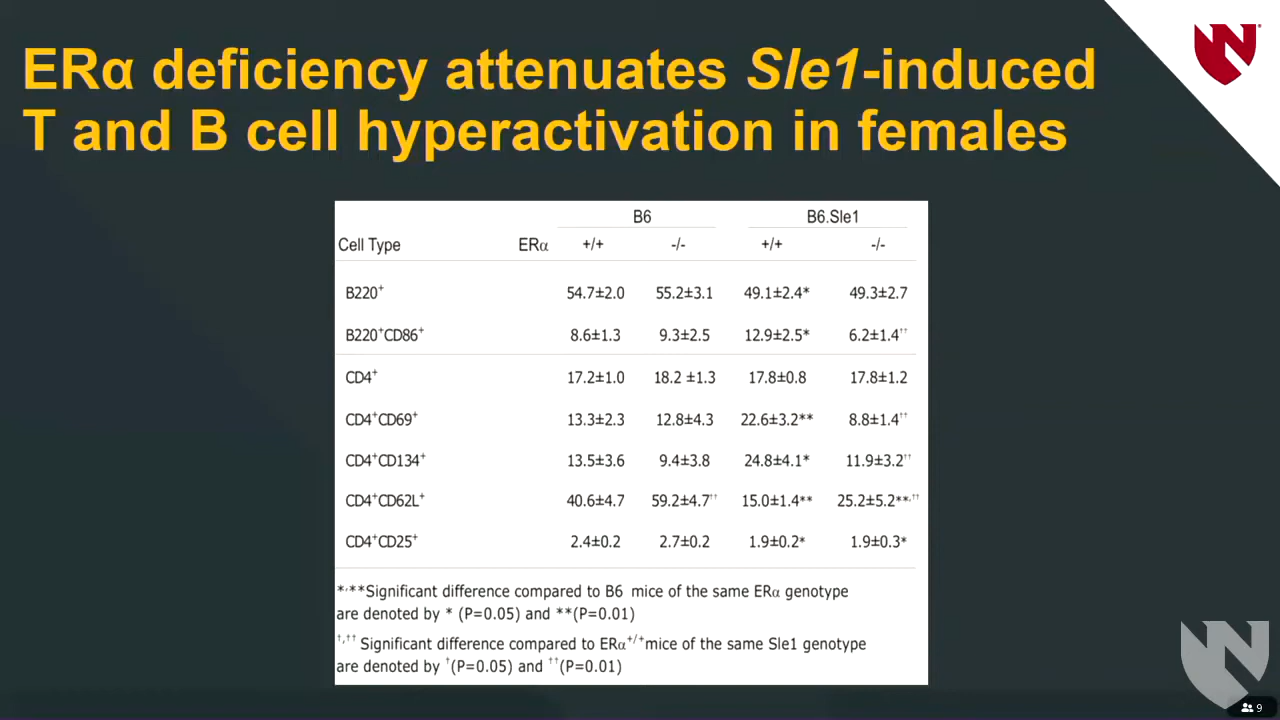 ERα deficiency attenuates Sle1-induced
T and B cell hyperactivation in females
B6 B6.Sle1
Cell Type ERα +/+ -/- +/+ -/-
B220⁺ 54.7±2.0 55.2±3.1 49.1±2.4* 49.3±2.7
B220⁺CD86⁺ 8.6±1.3 9.3±2.5 12.9±2.5* 6.2±1.4††
CD4⁺ 17.2±1.0 18.2 ±1.3 17.8±0.8 17.8±1.2
CD4⁺CD69⁺ 13.3±2.3 12.8±4.3 22.6±3.2** 8.8±1.4††
CD4⁺CD134⁺ 13.5±3.6 9.4±3.8 24.8±4.1* 11.9±3.2††
CD4⁺CD62L⁺ 40.6±4.7 59.2±4.7†† 15.0±1.4** 25.2±5.2**,††
CD4⁺CD25⁺ 2.4±0.2 2.7±0.2 1.9±0.2* 1.9±0.3*
*,**Significant difference compared to B6 mice of the same ERα genotype
are denoted by * (P=0.05) and **(P=0.01)
†,†† Significant difference compared to ERα⁺/⁺mice of the same Sle1 genotype
are denoted by †(P=0.05) and ††(P=0.01)
N
N
9